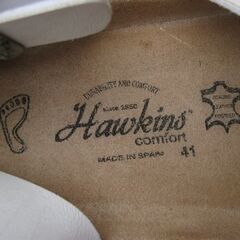 DURABILITY AND COMFORT
SINCE 1850
Hawkins
comfort
MADE IN SPAIN 41